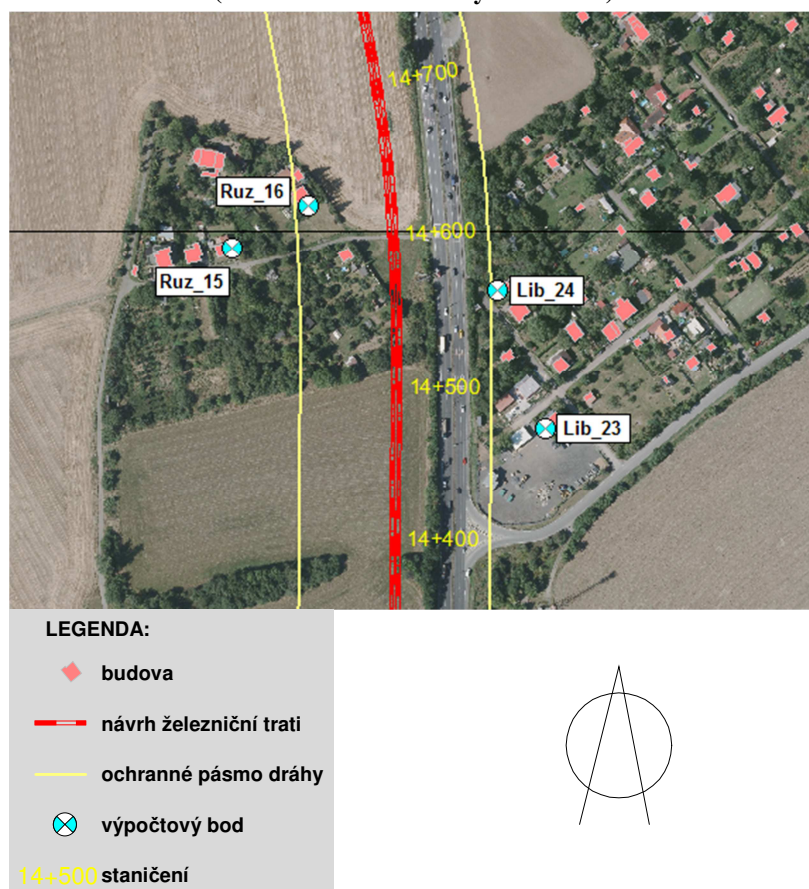 14+700
Ruz_16
14+600
Ruz_15
Lib_24
14+500
Lib_23
14+400
LEGENDA:
budova
návrh železniční trati
ochranné pásmo dráhy
výpočtový bod
14+500 staničení